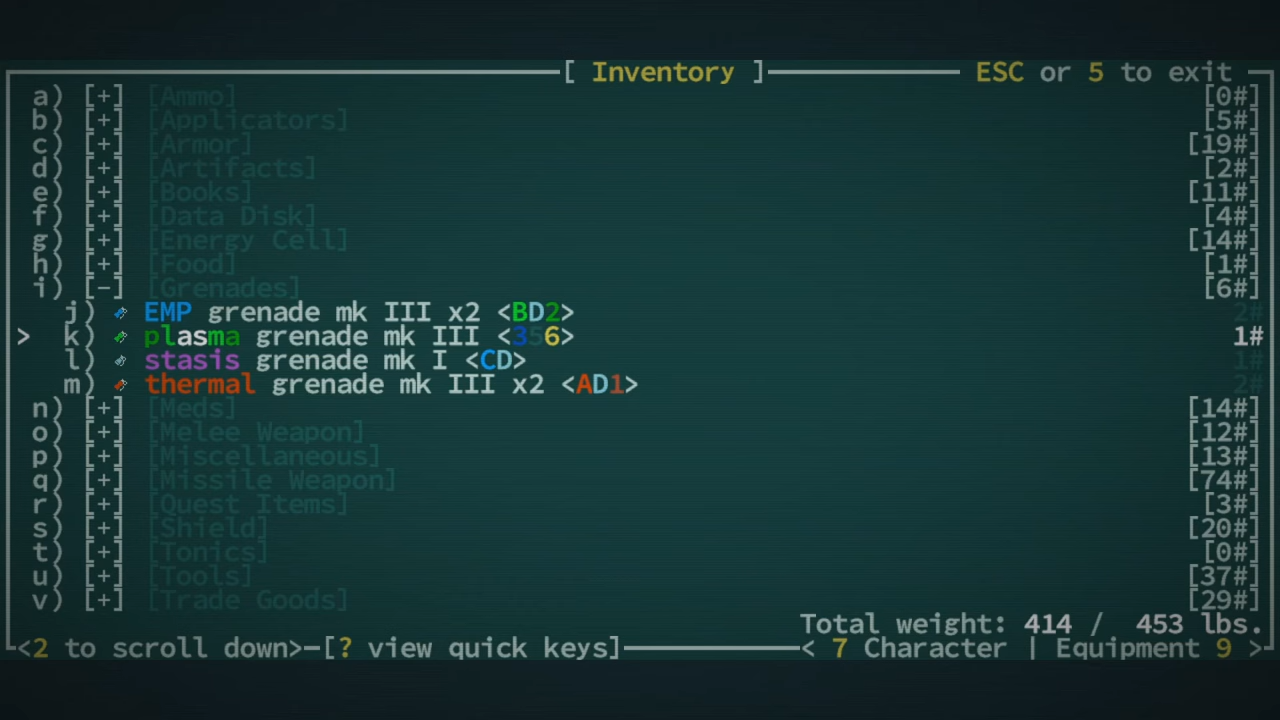 [ Inventory ] ESC or 5 to exit
a) [+] [Ammo] [0#]
b) [+] [Applicators] [5#]
c) [+] [Armor] [19#]
d) [+] [Artifacts] [2#]
e) [+] [Books] [11#]
f) [+] [Data Disk] [4#]
g) [+] [Energy Cell] [14#]
h) [+] [Food] [1#]
i) [-] [Grenades] [6#]
j) EMP grenade mk III x2 <BD2> 2#
> k) plasma grenade mk III <356> 1#
l) stasis grenade mk I <CD> 1#
m) thermal grenade mk III x2 <AD1> 2#
n) [+] [Meds] [14#]
o) [+] [Melee Weapon] [12#]
p) [+] [Miscellaneous] [13#]
q) [+] [Missile Weapon] [74#]
r) [+] [Quest Items] [3#]
s) [+] [Shield] [20#]
t) [+] [Tonics] [0#]
u) [+] [Tools] [37#]
v) [+] [Trade Goods] [29#]
Total weight: 414 / 453 lbs.
<2 to scroll down> [? view quick keys] < 7 Character | Equipment 9 >